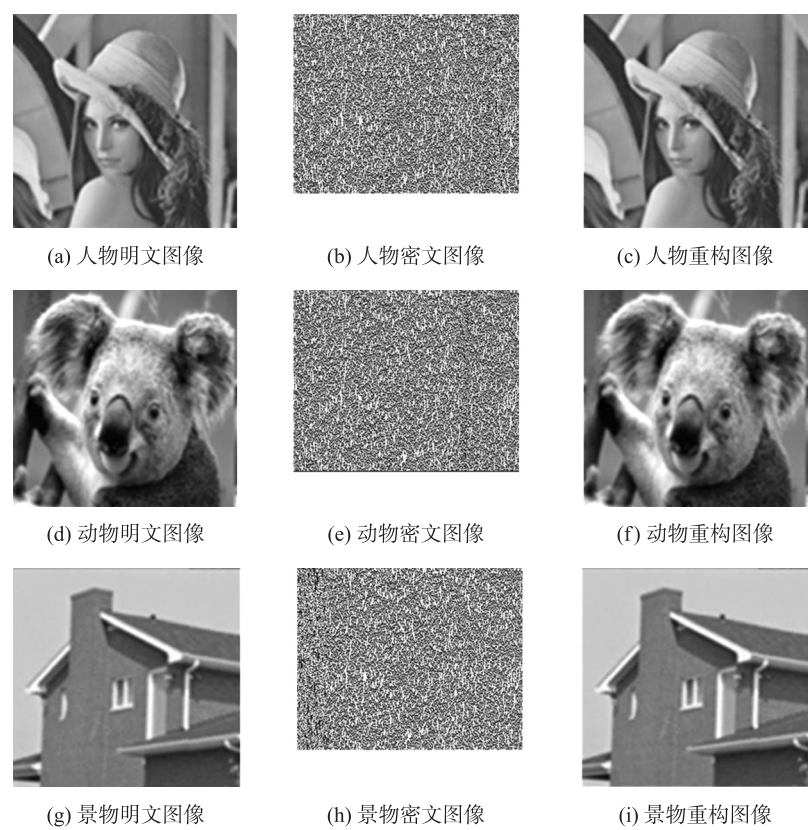 (a) 人物明文图像
(b) 人物密文图像
(c) 人物重构图像
(d) 动物明文图像
(e) 动物密文图像
(f) 动物重构图像
(g) 景物明文图像
(h) 景物密文图像
(i) 景物重构图像